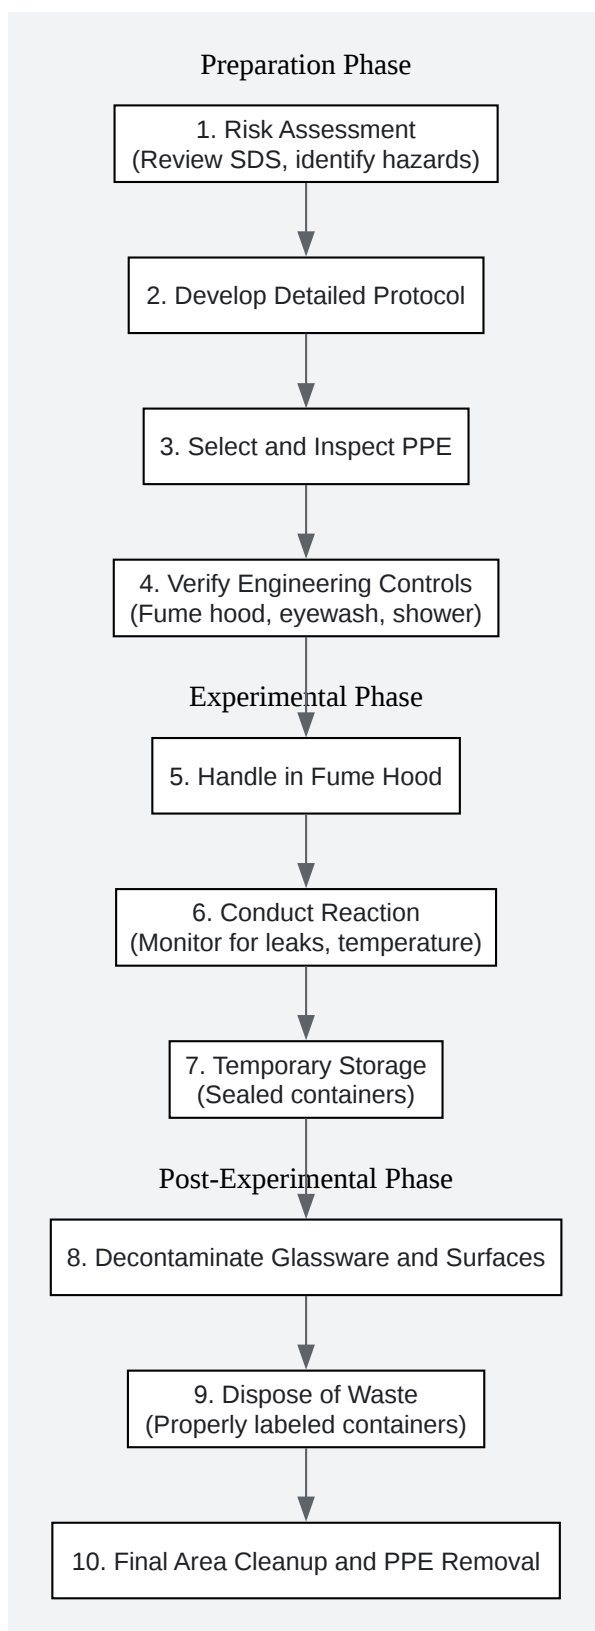 Preparation Phase
1. Risk Assessment
(Review SDS, identify hazards)
2. Develop Detailed Protocol
3. Select and Inspect PPE
4. Verify Engineering Controls
(Fume hood, eyewash, shower)
Experimental Phase
5. Handle in Fume Hood
6. Conduct Reaction
(Monitor for leaks, temperature)
7. Temporary Storage
(Sealed containers)
Post-Experimental Phase
8. Decontaminate Glassware and Surfaces
9. Dispose of Waste
(Properly labeled containers)
10. Final Area Cleanup and PPE Removal